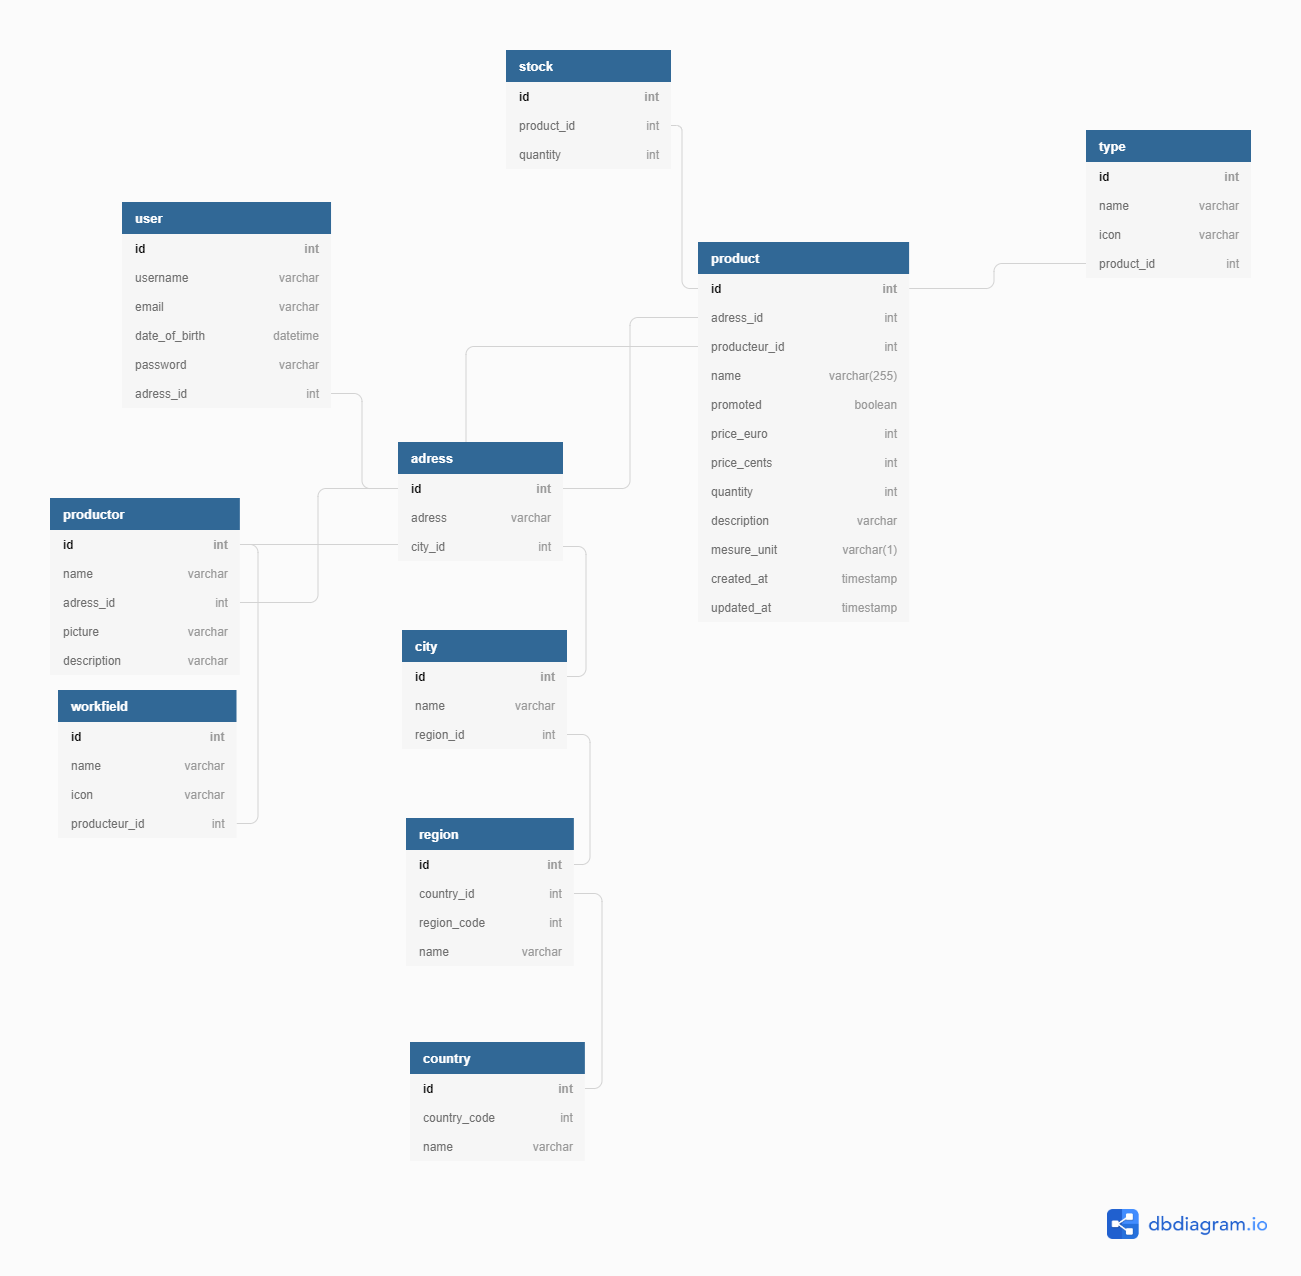 stock
id int
product_id int
quantity int
type
id int
name varchar
icon varchar
product_id int
user
id int
username varchar
email varchar
date_of_birth datetime
password varchar
adress_id int
product
id int
adress_id int
producteur_id int
name varchar(255)
promoted boolean
price_euro int
price_cents int
quantity int
description varchar
mesure_unit varchar(1)
created_at timestamp
updated_at timestamp
adress
id int
adress varchar
city_id int
productor
id int
name varchar
adress_id int
picture varchar
description varchar
workfield
id int
name varchar
icon varchar
producteur_id int
city
id int
name varchar
region_id int
region
id int
country_id int
region_code int
name varchar
country
id int
country_code int
name varchar
dbdiagram.io